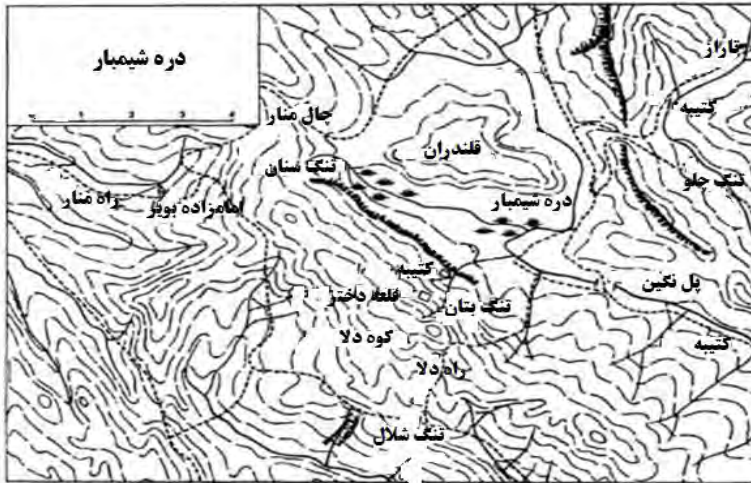 دره شیمبار
تاراز
کتیبه
چال منار
قلندران
تنگ سنان
تنگ چلو
دره شیمبار
راه منار
امامزاده بویر
کتیبه
پل نگین
قلعه دختر
تنگ بتان
کوه دلا
کتیبه
راه دلا
تنگ شلال